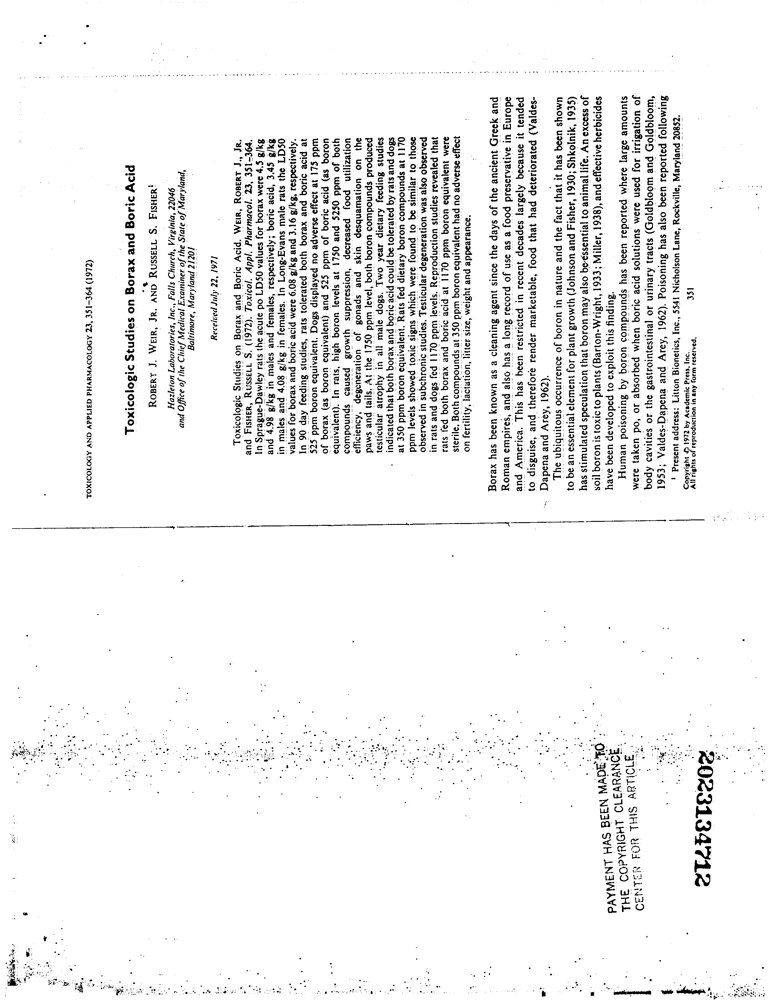 TOXICOLOGY AND APPLIED PHARMACOLOGY 23, 351-364 (1972)
Toxicologic Studies on Borax and Boric Acid
ROBERT J. WEIR, JR. AND RUSSELL S. FISHER¹
Hazleton Laboratories, Inc., Falls Church, Virginia, 22046
and Office of the Chief Medical Examiner of the State of Maryland,
Baltimore, Maryland 21201
Received July 22, 1971
Toxicologic Studies on Borax and Boric Acid. WEIR, ROBERT J., JR.
and FISHER, RUSSELL S. (1972). Toxicol. Appl. Pharmacol. 23, 351-364.
In Sprague-Dawley rats the acute po LD50 values for borax were 4.5 g/kg
and 4.98 g/kg in males and females, respectively; boric acid, 3.45 g/kg
in males and 4.08 g/kg in females. In Long-Evans male rats the LD50
values for borax and boric acid were 6.08 g/kg and 3.16 g/kg, respectively.
In 90 day feeding studies, rats tolerated both borax and boric acid at
525 ppm boron equivalent. Dogs displayed no adverse effect at 175 ppm
of borax (as boron equivalent) and 525 ppm of boric acid (as boron
equivalent). In rats, high boron levels at 1750 and 5250 ppm of both
compounds caused growth suppression, decreased food utilization
efficiency, degeneration of gonads and skin desquamation on the
paws and tails. At the 1750 ppm level, both boron compounds produced
testicular atrophy in all male dogs. Two year dietary feeding studies
indicated that both borax and boric acid could be tolerated by rats and dogs
at 350 ppm boron equivalent. Rats fed dietary boron compounds at 1170
ppm levels showed toxic signs which were found to be similar to those
observed in subchronic studies. Testicular degeneration was also observed
in rats and dogs fed 1170 ppm levels. Reproduction studies revealed that
rats fed both borax and boric acid at 1170 ppm boron equivalent were
sterile. Both compounds at 350 ppm boron equivalent had no adverse effect
on fertility, lactation, litter size, weight and appearance.
Borax has been known as a cleaning agent since the days of the ancient Greek and
Roman empires, and also has a long record of use as a food preservative in Europe
and America. This has been restricted in recent decades largely because it tended
to disguise, and therefore render marketable, food that had deteriorated (Valdes-
Dapena and Arey, 1962).
The ubiquitous occurrence of boron in nature and the fact that it has been shown
to be an essential element for plant growth (Johnson and Fisher, 1930; Shkolnik, 1935)
has stimulated speculation that boron may also be essential to animal life. An excess of
soil boron is toxic to plants (Barton-Wright, 1933; Miller, 1938), and effective herbicides
have been developed to exploit this finding.
Human poisoning by boron compounds has been reported where large amounts
were taken po, or absorbed when boric acid solutions were used for irrigation of
body cavities or the gastrointestinal or urinary tracts (Goldbloom and Goldbloom,
1953; Valdes-Dapena and Arey, 1962). Poisoning has also been reported following
¹ Present address: Litton Bionetics, Inc., 5541 Nicholson Lane, Rockville, Maryland 20852.
Copyright © 1972 by Academic Press, Inc.
All rights of reproduction in any form reserved.
351
PAYMENT HAS BEEN MADE TO
THE COPYRIGHT CLEARANCE
CENTER FOR THIS ARTICLE
2023134712